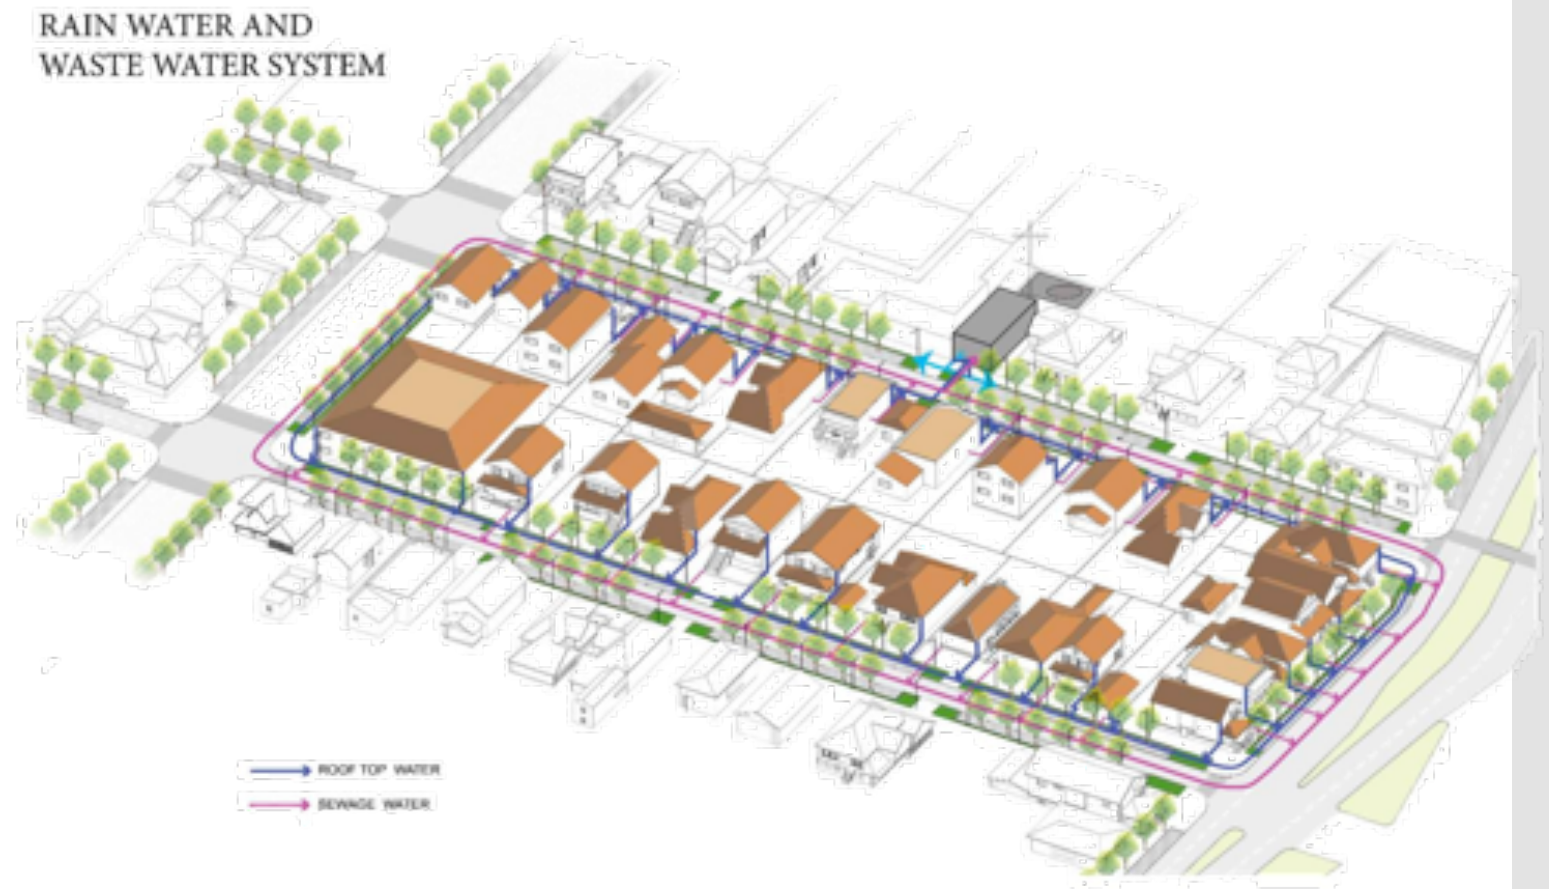 RAIN WATER AND
WASTE WATER SYSTEM
ROOF TOP WATER
SEWAGE WATER